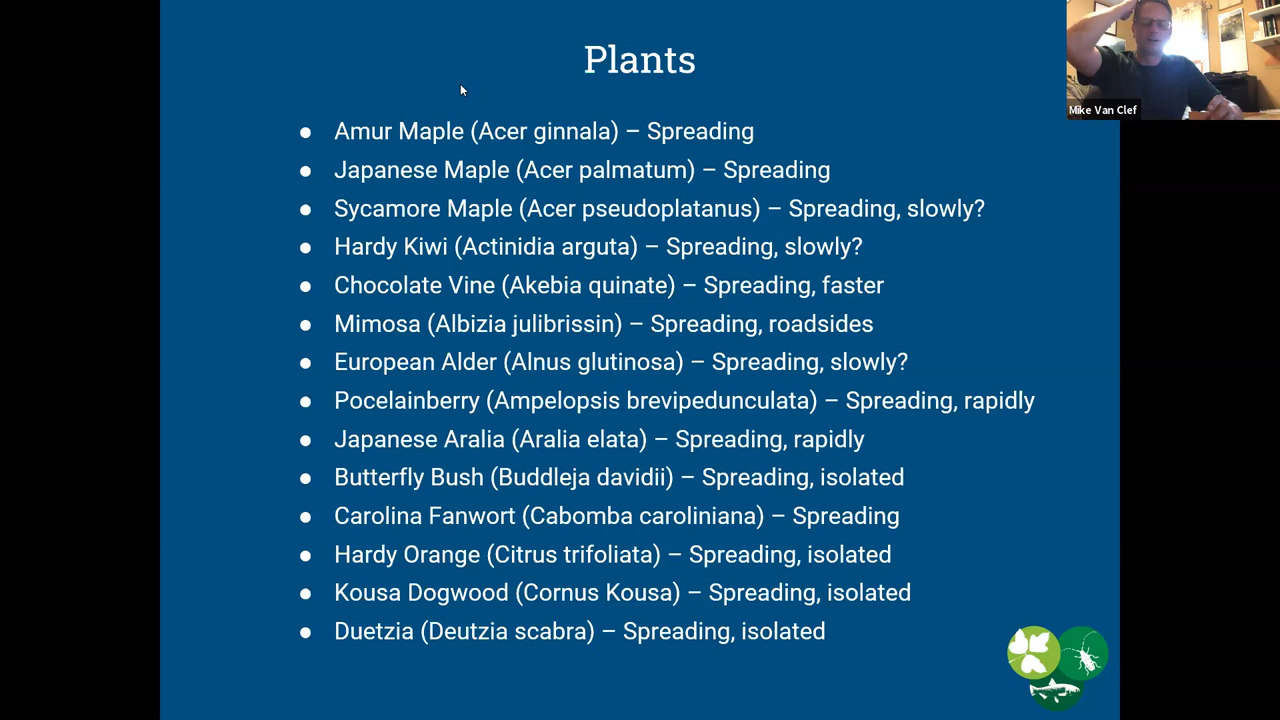 Plants
Mike Van Clef
● Amur Maple (Acer ginnala) – Spreading
● Japanese Maple (Acer palmatum) – Spreading
● Sycamore Maple (Acer pseudoplatanus) – Spreading, slowly?
● Hardy Kiwi (Actinidia arguta) – Spreading, slowly?
● Chocolate Vine (Akebia quinate) – Spreading, faster
● Mimosa (Albizia julibrissin) – Spreading, roadsides
● European Alder (Alnus glutinosa) – Spreading, slowly?
● Pocelainberry (Ampelopsis brevipedunculata) – Spreading, rapidly
● Japanese Aralia (Aralia elata) – Spreading, rapidly
● Butterfly Bush (Buddleja davidii) – Spreading, isolated
● Carolina Fanwort (Cabomba caroliniana) – Spreading
● Hardy Orange (Citrus trifoliata) – Spreading, isolated
● Kousa Dogwood (Cornus Kousa) – Spreading, isolated
● Duetzia (Deutzia scabra) – Spreading, isolated